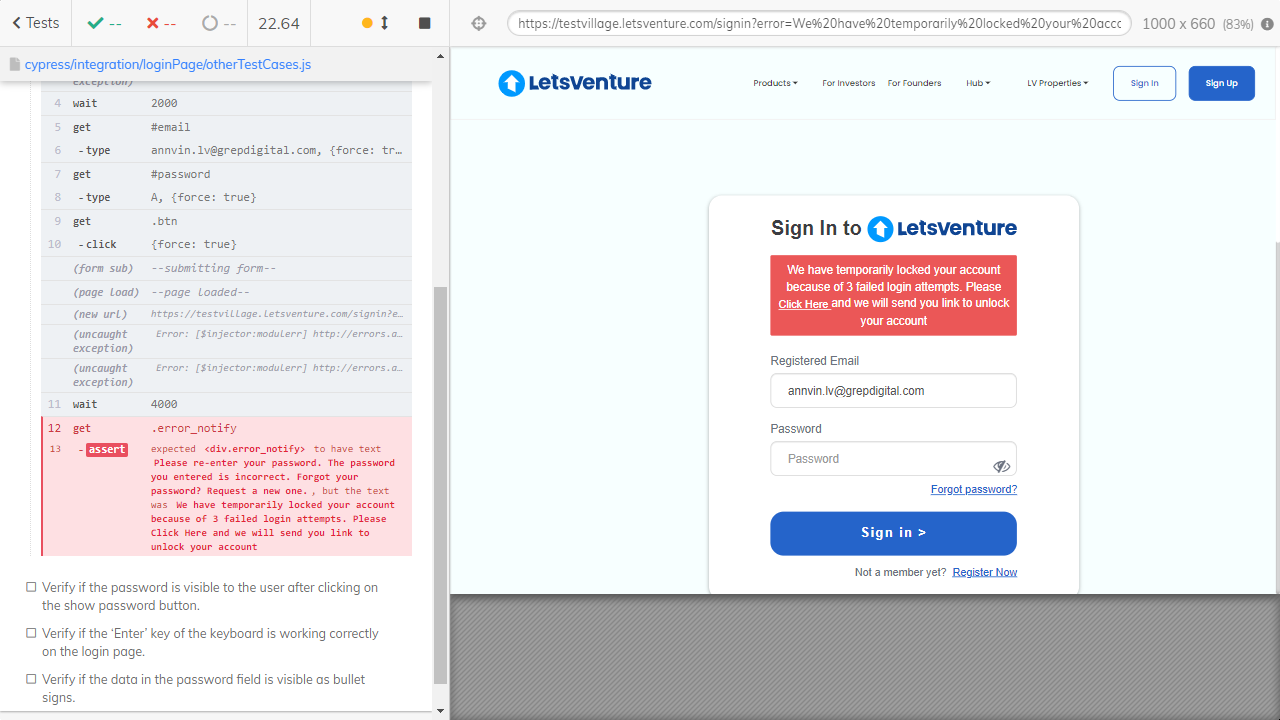 Tests
--
--
--
22.64
cypress/integration/loginPage/otherTestCases.js
exception)
4 wait 2000
5 get #email
6 -type annvin.lv@grepdigital.com, {force: tr…
7 get #password
8 -type A, {force: true}
9 get .btn
10 -click {force: true}
(form sub) --submitting form--
(page load) --page loaded--
(new url) https://testvillage.letsventure.com/signin?e…
(uncaught Error: [$injector:modulerr] http://errors.a…
exception)
(uncaught Error: [$injector:modulerr] http://errors.a…
exception)
11 wait 4000
12 get .error_notify
13 -assert expected <div.error_notify> to have text
Please re-enter your password. The password
you entered is incorrect. Forgot your
password? Request a new one. , but the text
was We have temporarily locked your account
because of 3 failed login attempts. Please
Click Here and we will send you link to
unlock your account
Verify if the password is visible to the user after clicking on
the show password button.
Verify if the ‘Enter’ key of the keyboard is working correctly
on the login page.
Verify if the data in the password field is visible as bullet
signs.
https://testvillage.letsventure.com/signin?error=We%20have%20temporarily%20locked%20your%20acco
1000 x 660 (83%)
LetsVenture
Products
For Investors
For Founders
Hub
LV Properties
Sign In
Sign Up
Sign In to LetsVenture
We have temporarily locked your account
because of 3 failed login attempts. Please
Click Here and we will send you link to unlock
your account
Registered Email
annvin.lv@grepdigital.com
Password
Password
Forgot password?
Sign in >
Not a member yet? Register Now